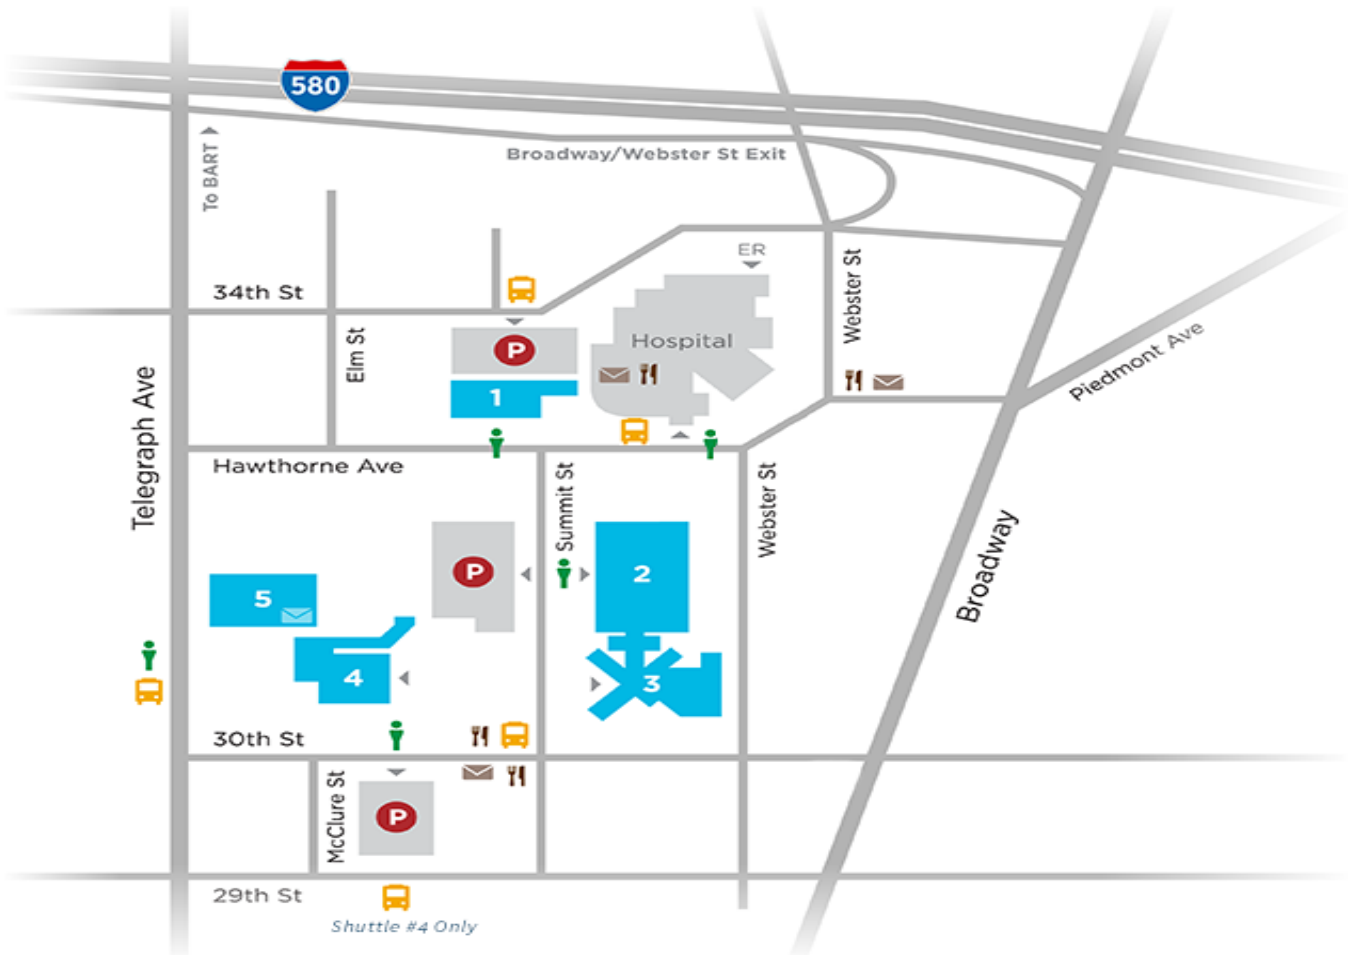 580
To BART
Broadway/Webster St Exit
ER
34th St
Webster St
Elm St
P
Hospital
Piedmont Ave
1
Telegraph Ave
Hawthorne Ave
Summit St
Webster St
P
2
Broadway
5
4
3
30th St
McClure St
P
29th St
Shuttle #4 Only